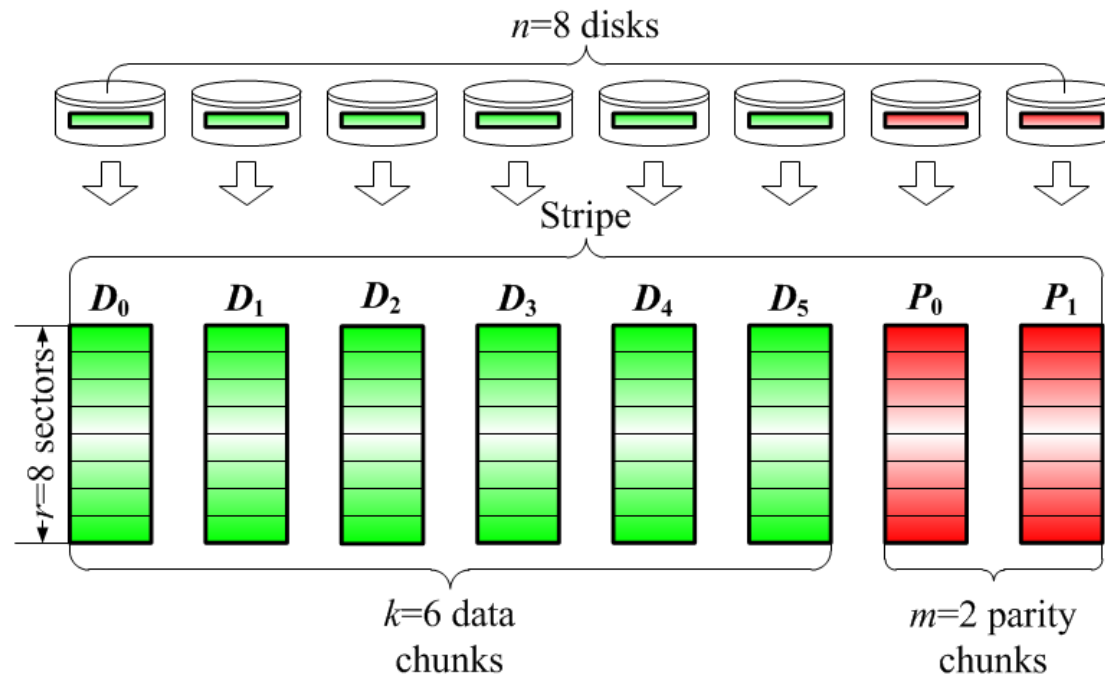 n=8 disks
Stripe
D0 D1 D2 D3 D4 D5 P0 P1
r=8 sectors
k=6 data
chunks
m=2 parity
chunks